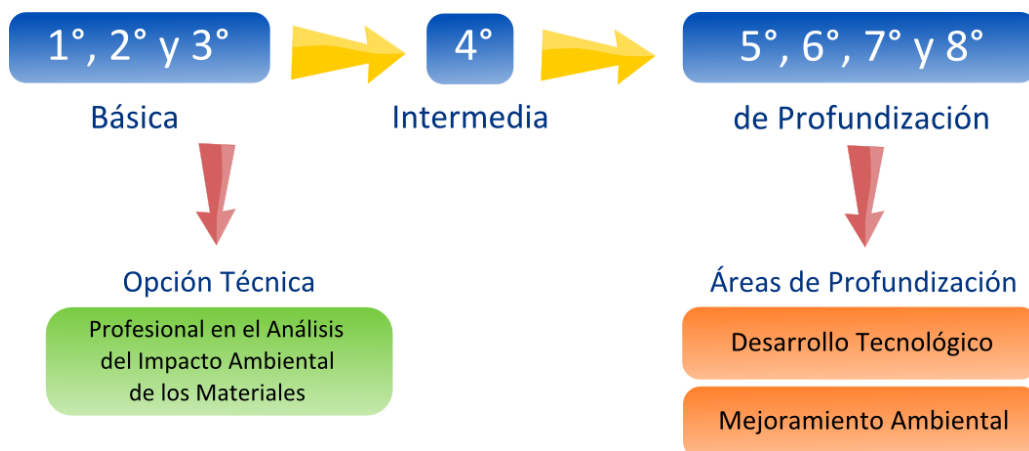 1°, 2° y 3°
4°
5°, 6°, 7° y 8°
Básica
Intermedia
de Profundización
Opción Técnica
Áreas de Profundización
Profesional en el Análisis
del Impacto Ambiental
de los Materiales
Desarrollo Tecnológico
Mejoramiento Ambiental